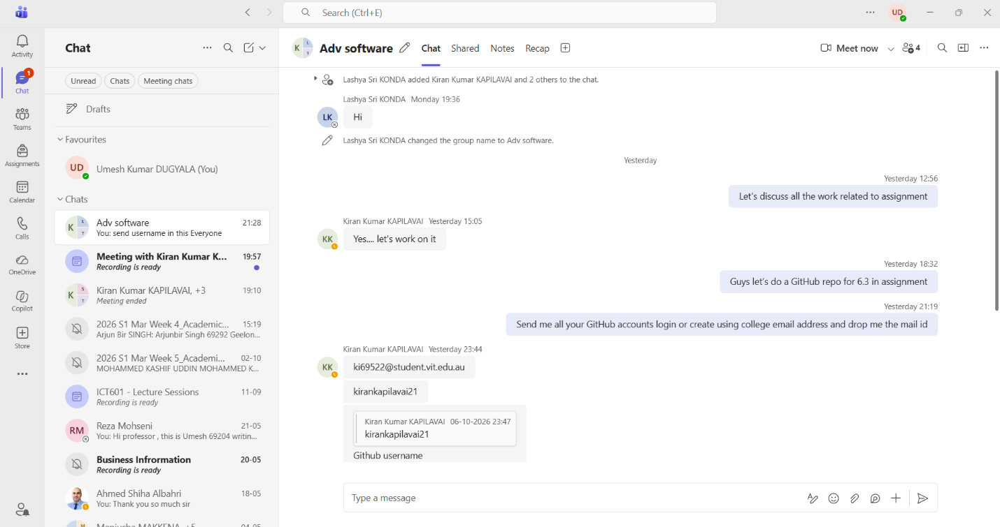 Search (Ctrl+E)
UD
Activity
1
Chat
Teams
Assignments
Calendar
Calls
OneDrive
Copilot
Store
Chat
Unread
Chats
Meeting chats
Drafts
Favourites
UD
Umesh Kumar DUGYALA (You)
Chats
K L T
Adv software 21:28
You: send username in this Everyone
Meeting with Kiran Kumar K... 19:57
Recording is ready
K S T
Kiran Kumar KAPILAVAI, +3 19:10
Meeting ended
2026 S1 Mar Week 4_Academic... 15:19
Arjun Bir SINGH: Arjunbir Singh 69292 Geelon...
2026 S1 Mar Week 5_Academi... 02-10
MOHAMMED KASHIF UDDIN MOHAMMED K...
ICT601 - Lecture Sessions 11-09
Recording is ready
RM
Reza Mohseni 21-05
You: Hi professor , this is Umesh 69204 writin...
Business Infrormation 20-05
Recording is ready
Ahmed Shiha Albahri 18-05
You: Thank you so much sir
K L T
Adv software
Chat
Shared
Notes
Recap
Meet now
4
Lashya Sri KONDA added Kiran Kumar KAPILAVAI and 2 others to the chat.
Lashya Sri KONDA Monday 19:36
LK
Hi
Lashya Sri KONDA changed the group name to Adv software.
Yesterday
Yesterday 12:56
Let's discuss all the work related to assignment
Kiran Kumar KAPILAVAI Yesterday 15:05
KK
Yes.... let's work on it
Yesterday 18:32
Guys let's do a GitHub repo for 6.3 in assignment
Yesterday 21:19
Send me all your GitHub accounts login or create using college email address and drop me the mail id
Kiran Kumar KAPILAVAI Yesterday 23:44
KK
ki69522@student.vit.edu.au
kirankapilavai21
Kiran Kumar KAPILAVAI 06-10-2026 23:47
kirankapilavai21
Github username
Type a message